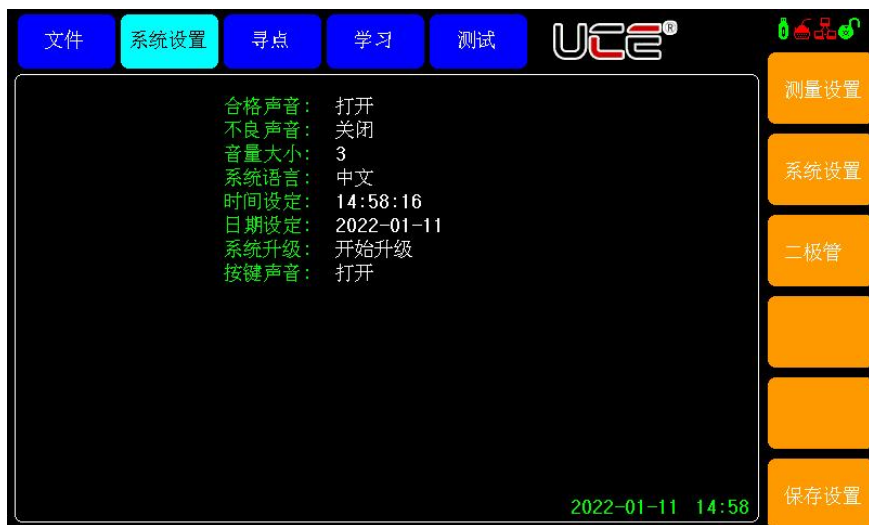 文件 系统设置 寻点 学习 测试 UCE®
测量设置
系统设置
二极管
保存设置
合格声音: 打开
不良声音: 关闭
音量大小: 3
系统语言: 中文
时间设定: 14:58:16
日期设定: 2022-01-11
系统升级: 开始升级
按键声音: 打开
2022-01-11 14:58